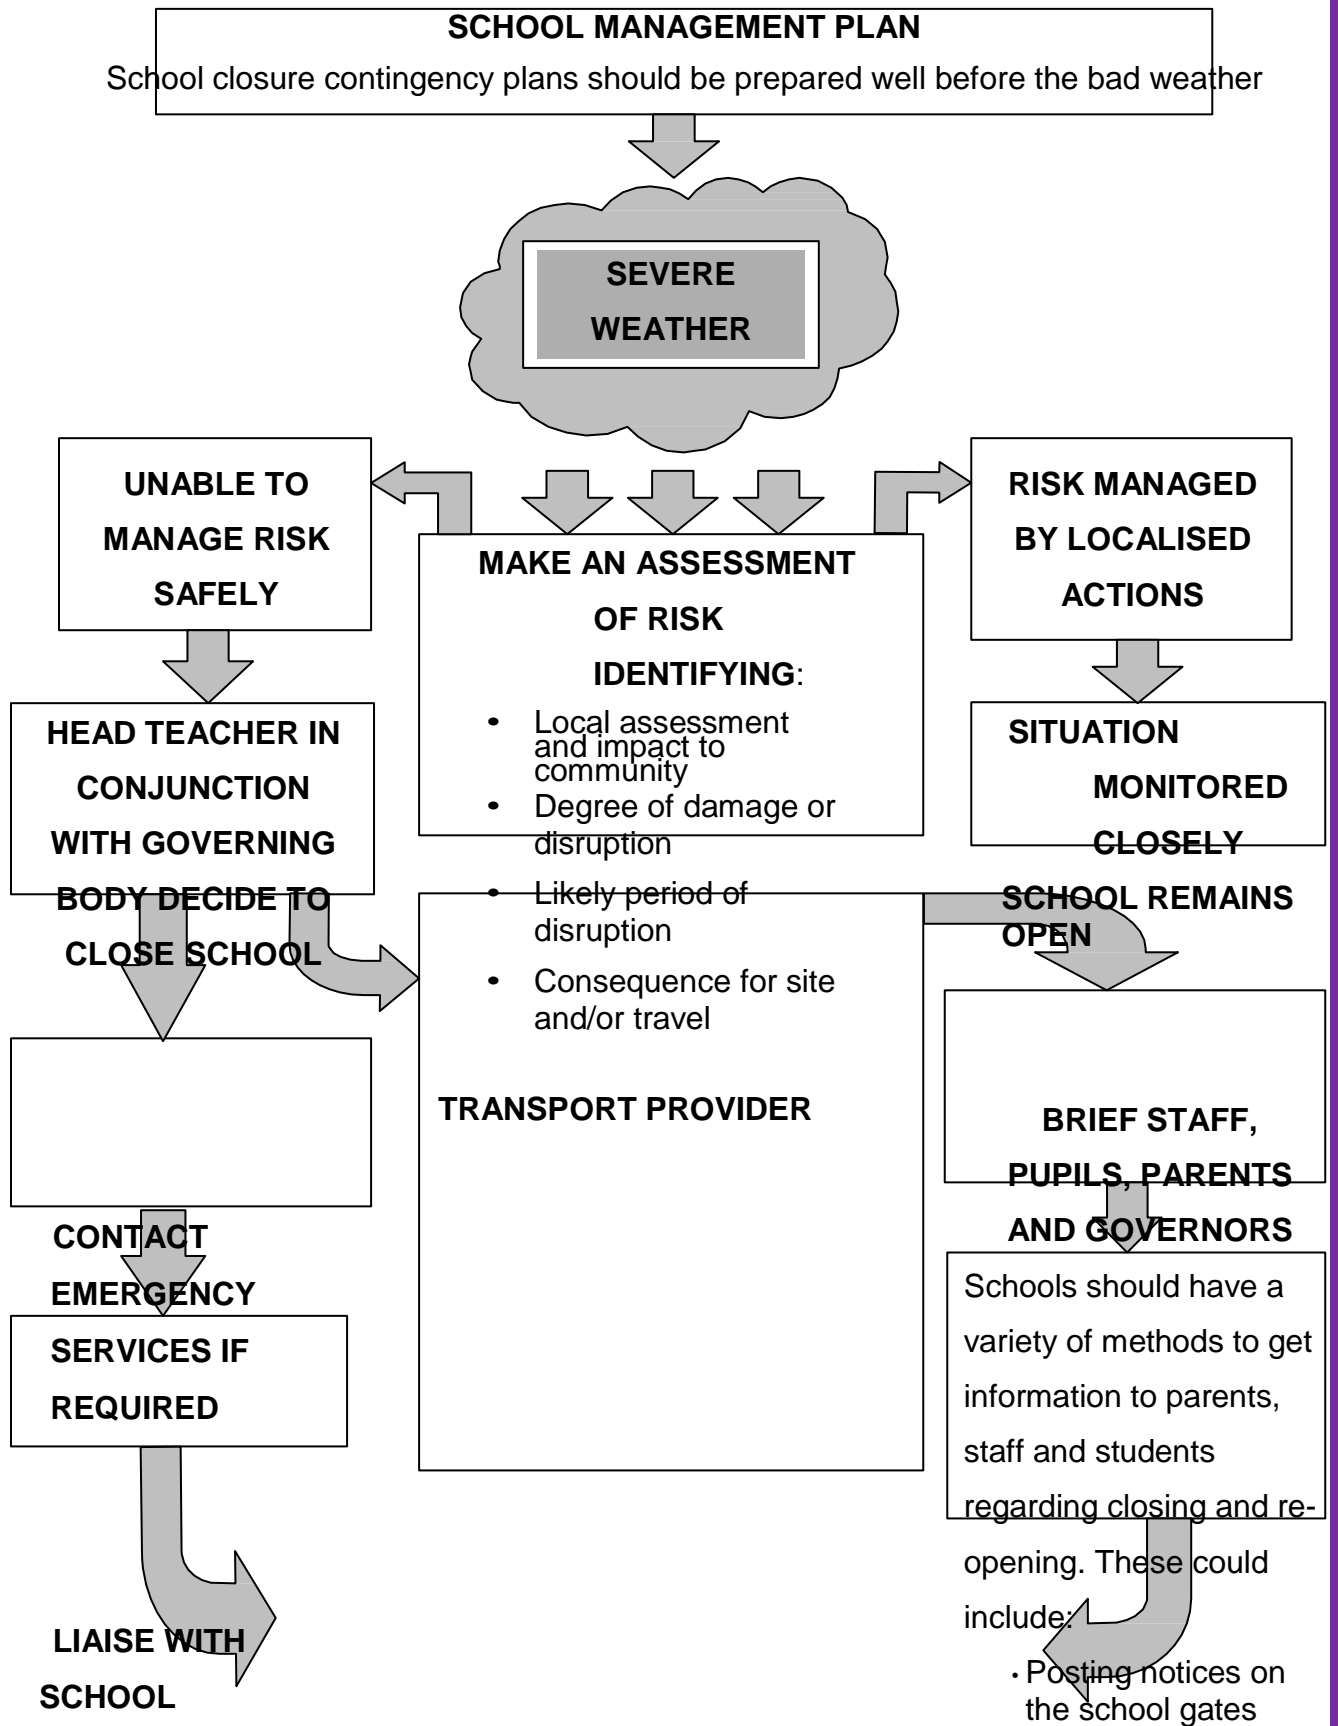 SCHOOL MANAGEMENT PLAN
School closure contingency plans should be prepared well before the bad weather
SEVERE
WEATHER
UNABLE TO
MANAGE RISK
SAFELY
MAKE AN ASSESSMENT
OF RISK
IDENTIFYING:
• Local assessment
and impact to
community
• Degree of damage or
disruption
• Likely period of
disruption
• Consequence for site
and/or travel
RISK MANAGED
BY LOCALISED
ACTIONS
HEAD TEACHER IN
CONJUNCTION
WITH GOVERNING
BODY DECIDE TO
CLOSE SCHOOL
SITUATION
MONITORED
CLOSELY
SCHOOL REMAINS
OPEN
TRANSPORT PROVIDER
BRIEF STAFF,
PUPILS, PARENTS
AND GOVERNORS
CONTACT
EMERGENCY
SERVICES IF
REQUIRED
Schools should have a
variety of methods to get
information to parents,
staff and students
regarding closing and re-
opening. These could
include:
• Posting notices on
the school gates
LIAISE WITH
SCHOOL